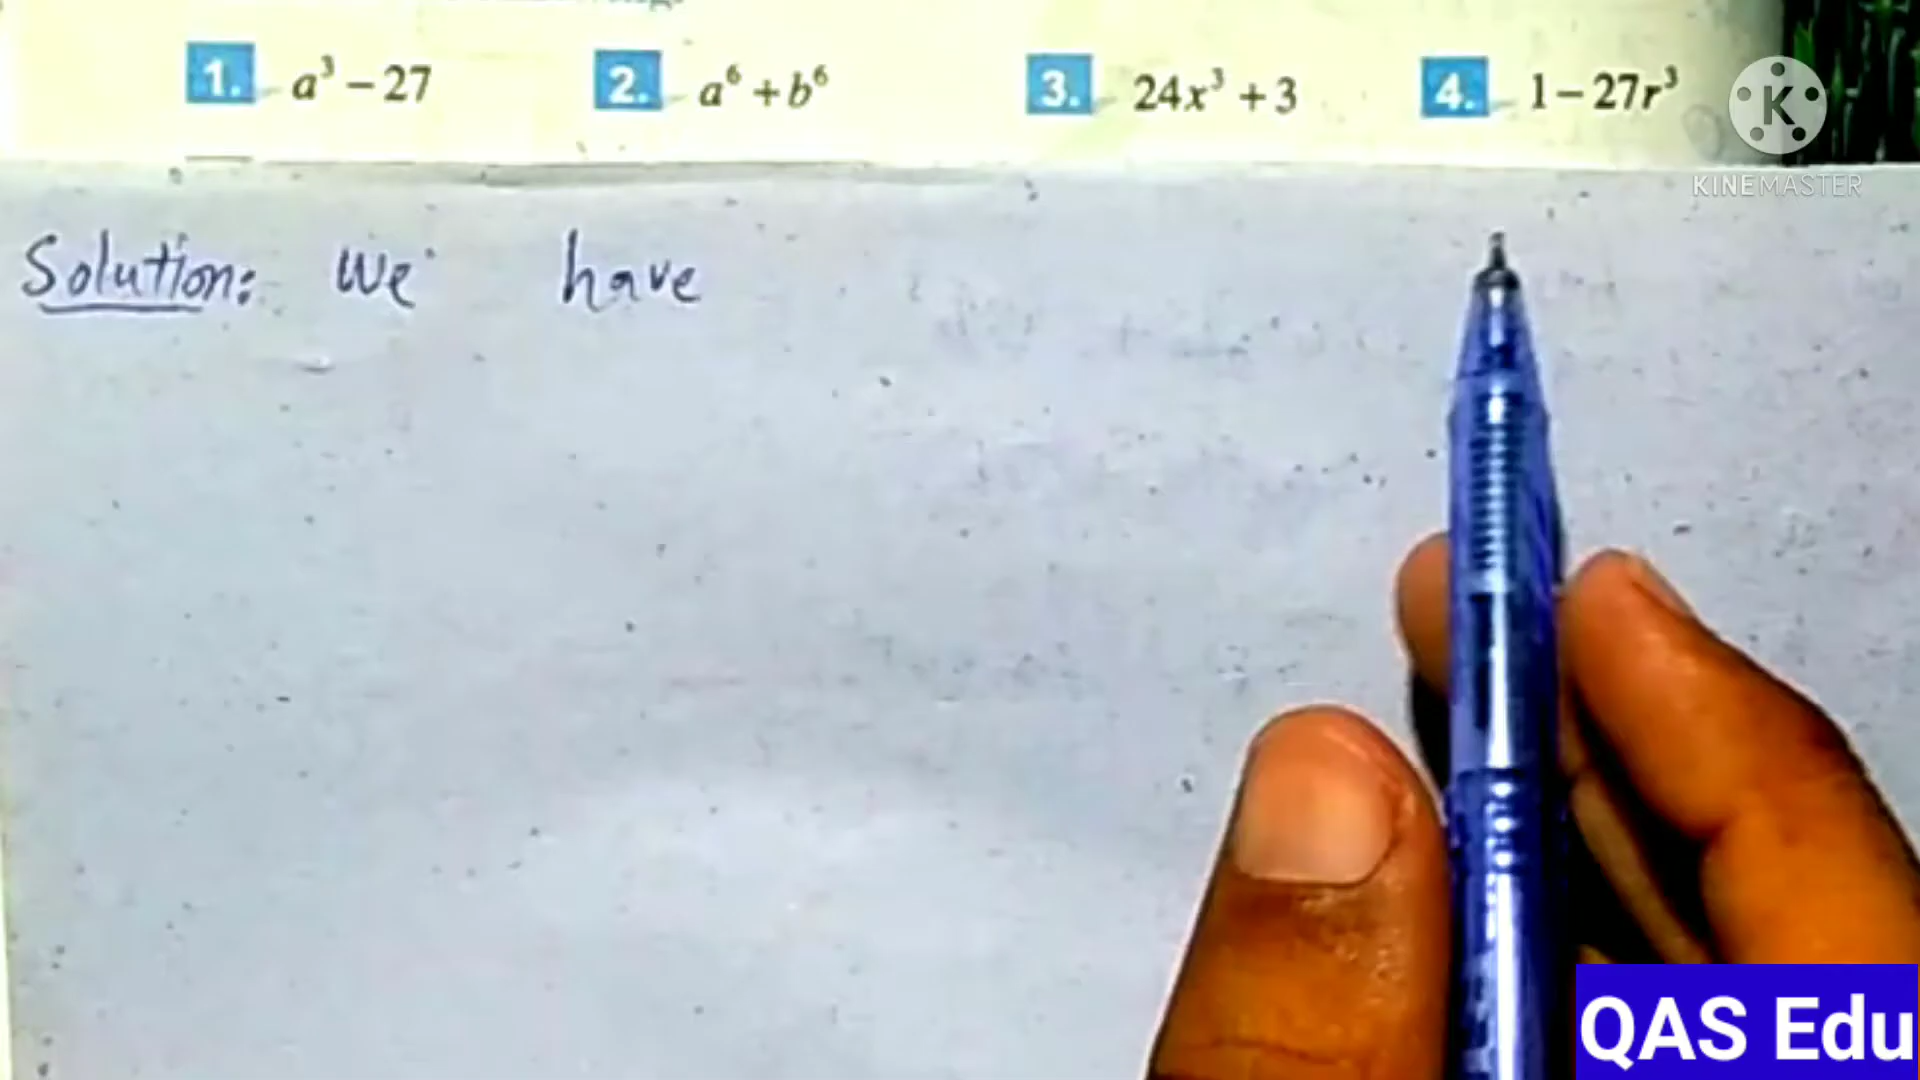 1. a³ − 27 2. a⁶ + b⁶ 3. 24x³ + 3 4. 1 − 27r³
KINEMASTER
Solution: We have
QAS Edu